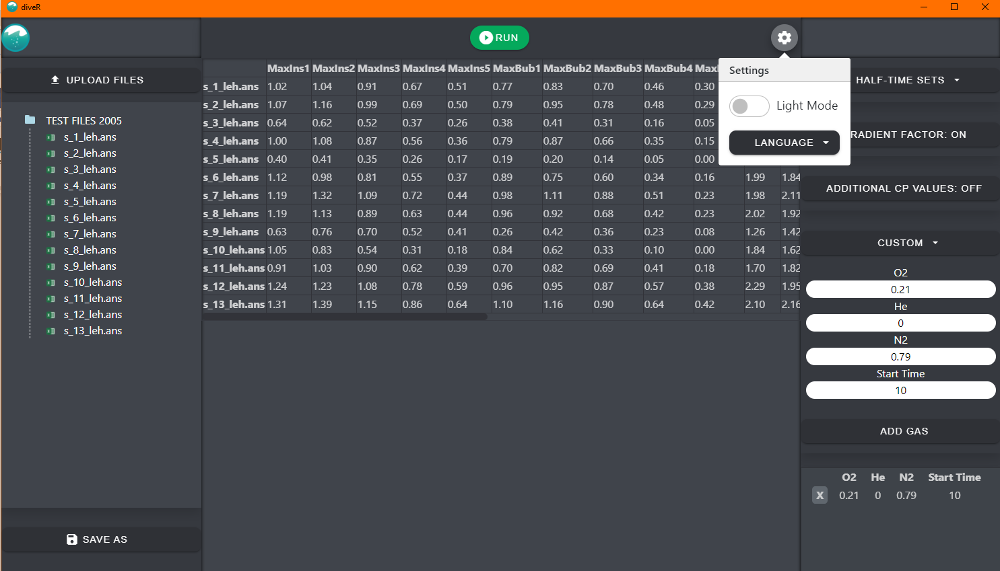 diveR
RUN
UPLOAD FILES
TEST FILES 2005
s_1_leh.ans
s_2_leh.ans
s_3_leh.ans
s_4_leh.ans
s_5_leh.ans
s_6_leh.ans
s_7_leh.ans
s_8_leh.ans
s_9_leh.ans
s_10_leh.ans
s_11_leh.ans
s_12_leh.ans
s_13_leh.ans
SAVE AS
MaxIns1 MaxIns2 MaxIns3 MaxIns4 MaxIns5 MaxBub1 MaxBub2 MaxBub3 MaxBub4
s_1_leh.ans 1.02 1.04 0.91 0.67 0.51 0.77 0.83 0.70 0.46 0.30
s_2_leh.ans 1.07 1.16 0.99 0.69 0.50 0.79 0.95 0.78 0.48 0.29
s_3_leh.ans 0.64 0.62 0.52 0.37 0.26 0.38 0.41 0.31 0.16 0.05
s_4_leh.ans 1.00 1.08 0.87 0.56 0.36 0.79 0.87 0.66 0.35 0.15
s_5_leh.ans 0.40 0.41 0.35 0.26 0.17 0.19 0.20 0.14 0.05 0.00
s_6_leh.ans 1.12 0.98 0.81 0.55 0.37 0.89 0.75 0.60 0.34 0.16 1.99 1.84
s_7_leh.ans 1.19 1.32 1.09 0.72 0.44 0.98 1.11 0.88 0.51 0.23 1.98 2.11
s_8_leh.ans 1.19 1.13 0.89 0.63 0.44 0.96 0.92 0.68 0.42 0.23 2.02 1.92
s_9_leh.ans 0.63 0.76 0.70 0.52 0.41 0.26 0.42 0.36 0.23 0.08 1.26 1.42
s_10_leh.ans 1.05 0.83 0.54 0.31 0.18 0.84 0.62 0.33 0.10 0.00 1.84 1.62
s_11_leh.ans 0.91 1.03 0.90 0.62 0.39 0.70 0.82 0.69 0.41 0.18 1.70 1.82
s_12_leh.ans 1.24 1.23 1.08 0.78 0.59 0.96 0.95 0.87 0.57 0.38 2.29 1.95
s_13_leh.ans 1.31 1.39 1.15 0.86 0.64 1.10 1.16 0.90 0.64 0.42 2.10 2.16
Settings
Light Mode
LANGUAGE
HALF-TIME SETS
RADIENT FACTOR: ON
ADDITIONAL CP VALUES: OFF
CUSTOM
O2
0.21
He
0
N2
0.79
Start Time
10
ADD GAS
O2 He N2 Start Time
X 0.21 0 0.79 10